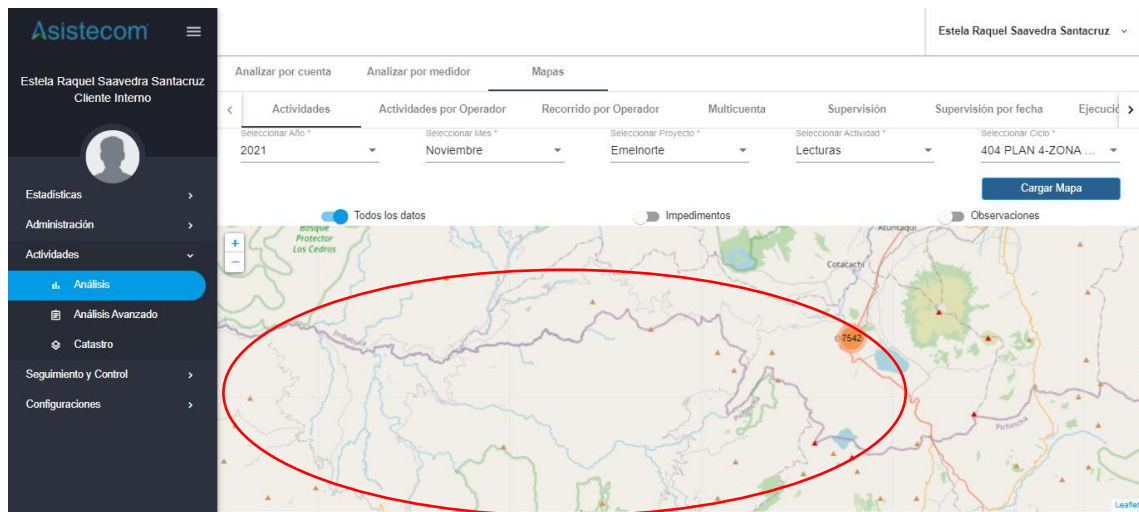 Asistecom
Estela Raquel Saavedra Santacruz
Estela Raquel Saavedra Santacruz
Cliente Interno
Estadísticas
Administración
Actividades
Análisis
Análisis Avanzado
Catastro
Seguimiento y Control
Configuraciones
Analizar por cuenta Analizar por medidor Mapas
Actividades Actividades por Operador Recorrido por Operador Multicuenta Supervisión Supervisión por fecha
Seleccionar Año * Seleccionar Mes * Seleccionar Proyecto * Seleccionar Actividad * Seleccionar Ciclo *
2021 Noviembre Emelnorte Lecturas 404 PLAN 4-ZONA ...
Cargar Mapa
Todos los datos Impedimentos Observaciones
+
−
Bosque
Protector
Los Cedros
Atuntaqui
Cotacachi
7542
Imbabura
Pichincha
Pichincha
Leaflet